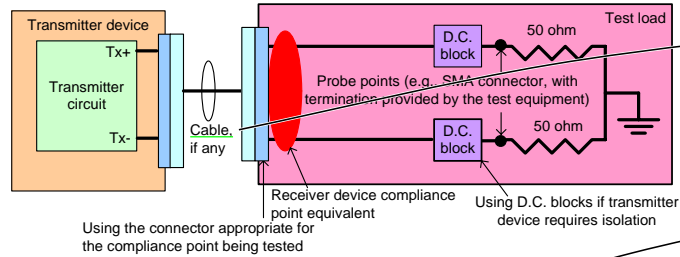 Transmitter device
Test load
Tx+
Transmitter
circuit
Tx-
Cable,
if any
D.C.
block
50 ohm
Probe points (e.g., SMA connector, with
termination provided by the test equipment)
D.C.
block
50 ohm
Receiver device compliance
point equivalent
Using D.C. blocks if transmitter
device requires isolation
Using the connector appropriate for
the compliance point being tested